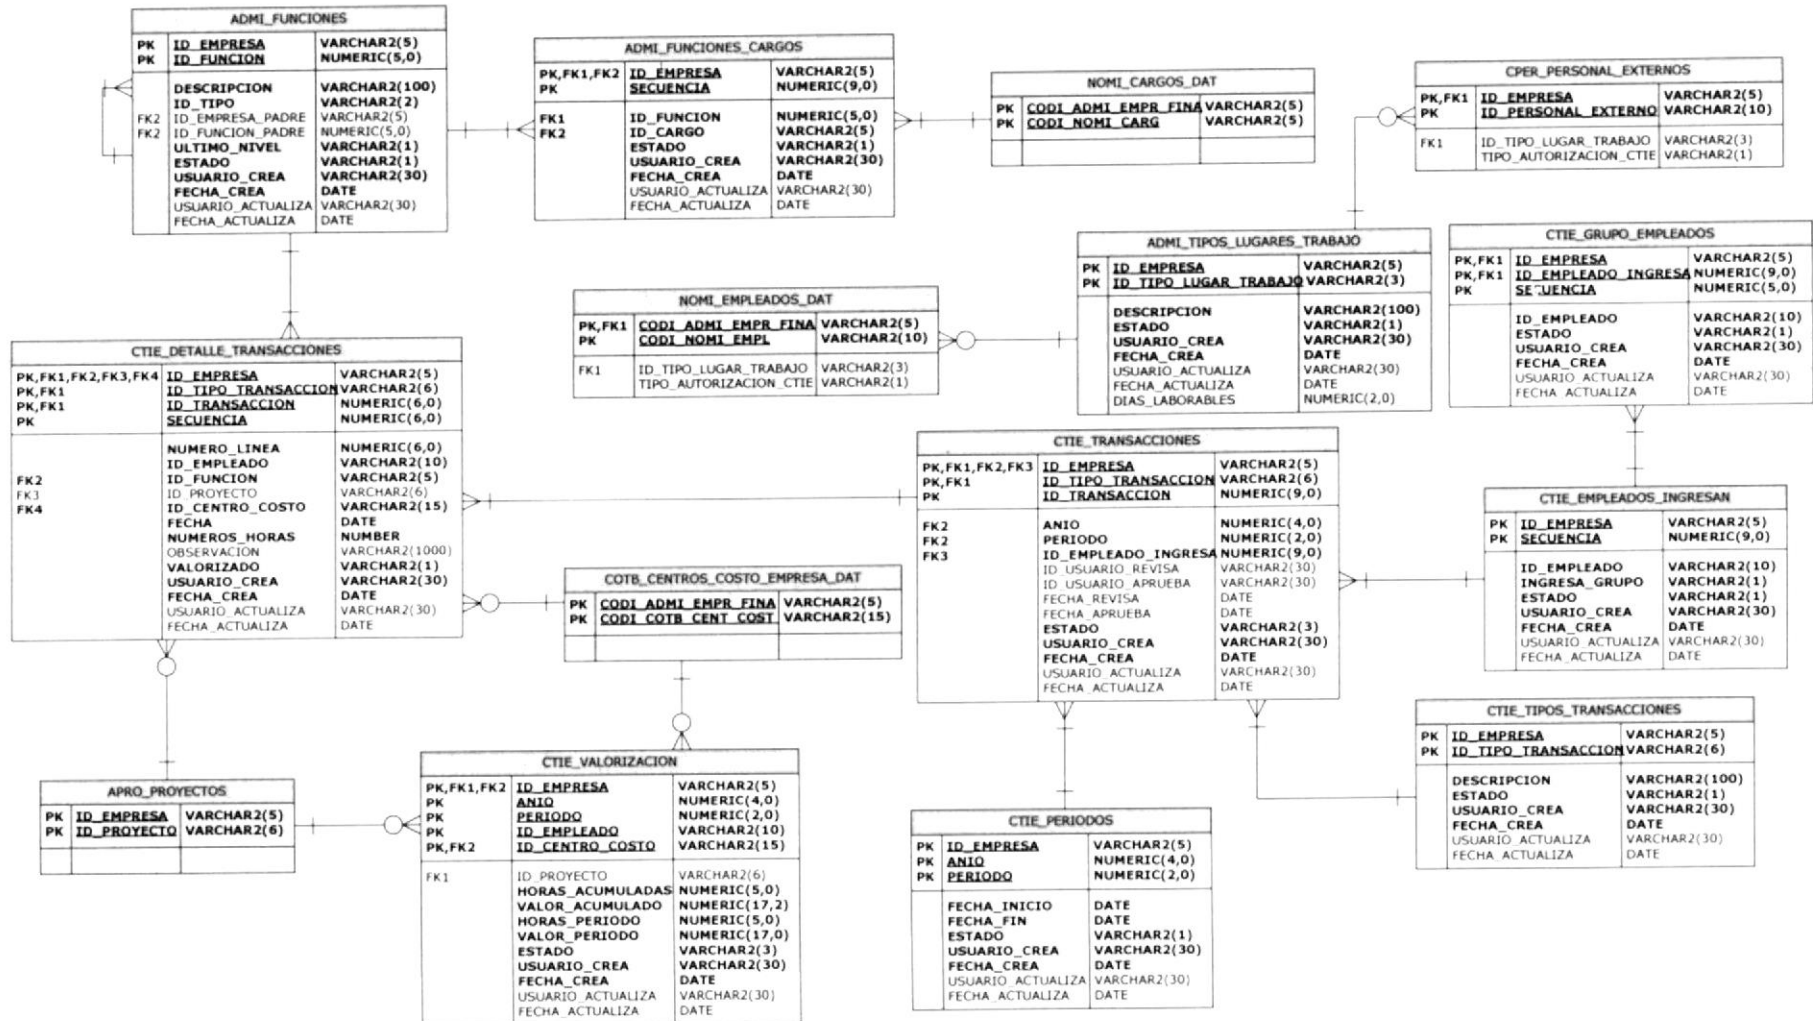 ADMI_FUNCIONES
PK ID_EMPRESA VARCHAR2(5)
PK ID_FUNCION NUMERIC(5,0)
DESCRIPCION VARCHAR2(100)
ID_TIPO VARCHAR2(2)
FK2 ID_EMPRESA_PADRE VARCHAR2(5)
FK2 ID_FUNCION_PADRE NUMERIC(5,0)
ULTIMO_NIVEL VARCHAR2(1)
ESTADO VARCHAR2(1)
USUARIO_CREA VARCHAR2(30)
FECHA_CREA DATE
USUARIO_ACTUALIZA VARCHAR2(30)
FECHA_ACTUALIZA DATE
ADMI_FUNCIONES_CARGOS
PK,FK1,FK2 ID_EMPRESA VARCHAR2(5)
PK SECUENCIA NUMERIC(9,0)
FK1 ID_FUNCION NUMERIC(5,0)
FK2 ID_CARGO VARCHAR2(5)
ESTADO VARCHAR2(1)
USUARIO_CREA VARCHAR2(30)
FECHA_CREA DATE
USUARIO_ACTUALIZA VARCHAR2(30)
FECHA_ACTUALIZA DATE
NOMI_CARGOS_DAT
PK CODI_ADMI_EMPR_FINA VARCHAR2(5)
PK CODI_NOMI_CARG VARCHAR2(5)
CPER_PERSONAL_EXTERNOS
PK,FK1 ID_EMPRESA VARCHAR2(5)
PK ID_PERSONAL_EXTERNO VARCHAR2(10)
FK1 ID_TIPO_LUGAR_TRABAJO VARCHAR2(3)
TIPO_AUTORIZACION_CTIE VARCHAR2(1)
ADMI_TIPOS_LUGARES_TRABAJO
PK ID_EMPRESA VARCHAR2(5)
PK ID_TIPO_LUGAR_TRABAJO VARCHAR2(3)
DESCRIPCION VARCHAR2(100)
ESTADO VARCHAR2(1)
USUARIO_CREA VARCHAR2(30)
FECHA_CREA DATE
USUARIO_ACTUALIZA VARCHAR2(30)
FECHA_ACTUALIZA DATE
DIAS_LABORABLES NUMERIC(2,0)
CTIE_GRUPO_EMPLEADOS
PK,FK1 ID_EMPRESA VARCHAR2(5)
PK,FK1 ID_EMPLEADO_INGRESA NUMERIC(9,0)
PK SECUENCIA NUMERIC(5,0)
ID_EMPLEADO VARCHAR2(10)
ESTADO VARCHAR2(1)
USUARIO_CREA VARCHAR2(30)
FECHA_CREA DATE
USUARIO_ACTUALIZA VARCHAR2(30)
FECHA_ACTUALIZA DATE
NOMI_EMPLEADOS_DAT
PK,FK1 CODI_ADMI_EMPR_FINA VARCHAR2(5)
PK CODI_NOMI_EMPL VARCHAR2(10)
FK1 ID_TIPO_LUGAR_TRABAJO VARCHAR2(3)
TIPO_AUTORIZACION_CTIE VARCHAR2(1)
CTIE_DETALLE_TRANSACCIONES
PK,FK1,FK2,FK3,FK4 ID_EMPRESA VARCHAR2(5)
PK,FK1 ID_TIPO_TRANSACCION VARCHAR2(6)
PK,FK1 ID_TRANSACCION NUMERIC(6,0)
PK SECUENCIA NUMERIC(6,0)
NUMERO_LINEA NUMERIC(6,0)
ID_EMPLEADO VARCHAR2(10)
FK2 ID_FUNCION VARCHAR2(5)
FK3 ID_PROYECTO VARCHAR2(6)
FK4 ID_CENTRO_COSTO VARCHAR2(15)
FECHA DATE
NUMEROS_HORAS NUMBER
OBSERVACION VARCHAR2(1000)
VALORIZADO VARCHAR2(1)
USUARIO_CREA VARCHAR2(30)
FECHA_CREA DATE
USUARIO_ACTUALIZA VARCHAR2(30)
FECHA_ACTUALIZA DATE
CTIE_TRANSACCIONES
PK,FK1,FK2,FK3 ID_EMPRESA VARCHAR2(5)
PK,FK1 ID_TIPO_TRANSACCION VARCHAR2(6)
PK ID_TRANSACCION NUMERIC(9,0)
FK2 ANIO NUMERIC(4,0)
FK2 PERIODO NUMERIC(2,0)
FK3 ID_EMPLEADO_INGRESA NUMERIC(9,0)
ID_USUARIO_REVISA VARCHAR2(30)
ID_USUARIO_APRUEBA VARCHAR2(30)
FECHA_REVISA DATE
FECHA_APRUEBA DATE
ESTADO VARCHAR2(3)
USUARIO_CREA VARCHAR2(30)
FECHA_CREA DATE
USUARIO_ACTUALIZA VARCHAR2(30)
FECHA_ACTUALIZA DATE
CTIE_EMPLEADOS_INGRESAN
PK ID_EMPRESA VARCHAR2(5)
PK SECUENCIA NUMERIC(9,0)
ID_EMPLEADO VARCHAR2(10)
INGRESA_GRUPO VARCHAR2(1)
ESTADO VARCHAR2(1)
USUARIO_CREA VARCHAR2(30)
FECHA_CREA DATE
USUARIO_ACTUALIZA VARCHAR2(30)
FECHA_ACTUALIZA DATE
COTB_CENTROS_COSTO_EMPRESA_DAT
PK CODI_ADMI_EMPR_FINA VARCHAR2(5)
PK CODI_COTB_CENT_COST VARCHAR2(15)
CTIE_TIPOS_TRANSACCIONES
PK ID_EMPRESA VARCHAR2(5)
PK ID_TIPO_TRANSACCION VARCHAR2(6)
DESCRIPCION VARCHAR2(100)
ESTADO VARCHAR2(1)
USUARIO_CREA VARCHAR2(30)
FECHA_CREA DATE
USUARIO_ACTUALIZA VARCHAR2(30)
FECHA_ACTUALIZA DATE
APRO_PROYECTOS
PK ID_EMPRESA VARCHAR2(5)
PK ID_PROYECTO VARCHAR2(6)
CTIE_VALORIZACION
PK,FK1,FK2 ID_EMPRESA VARCHAR2(5)
PK ANIO NUMERIC(4,0)
PK PERIODO NUMERIC(2,0)
PK ID_EMPLEADO VARCHAR2(10)
PK,FK2 ID_CENTRO_COSTO VARCHAR2(15)
FK1 ID_PROYECTO VARCHAR2(6)
HORAS_ACUMULADAS NUMERIC(5,0)
VALOR_ACUMULADO NUMERIC(17,2)
HORAS_PERIODO NUMERIC(5,0)
VALOR_PERIODO NUMERIC(17,0)
ESTADO VARCHAR2(3)
USUARIO_CREA VARCHAR2(30)
FECHA_CREA DATE
USUARIO_ACTUALIZA VARCHAR2(30)
FECHA_ACTUALIZA DATE
CTIE_PERIODOS
PK ID_EMPRESA VARCHAR2(5)
PK ANIO NUMERIC(4,0)
PK PERIODO NUMERIC(2,0)
FECHA_INICIO DATE
FECHA_FIN DATE
ESTADO VARCHAR2(1)
USUARIO_CREA VARCHAR2(30)
FECHA_CREA DATE
USUARIO_ACTUALIZA VARCHAR2(30)
FECHA_ACTUALIZA DATE